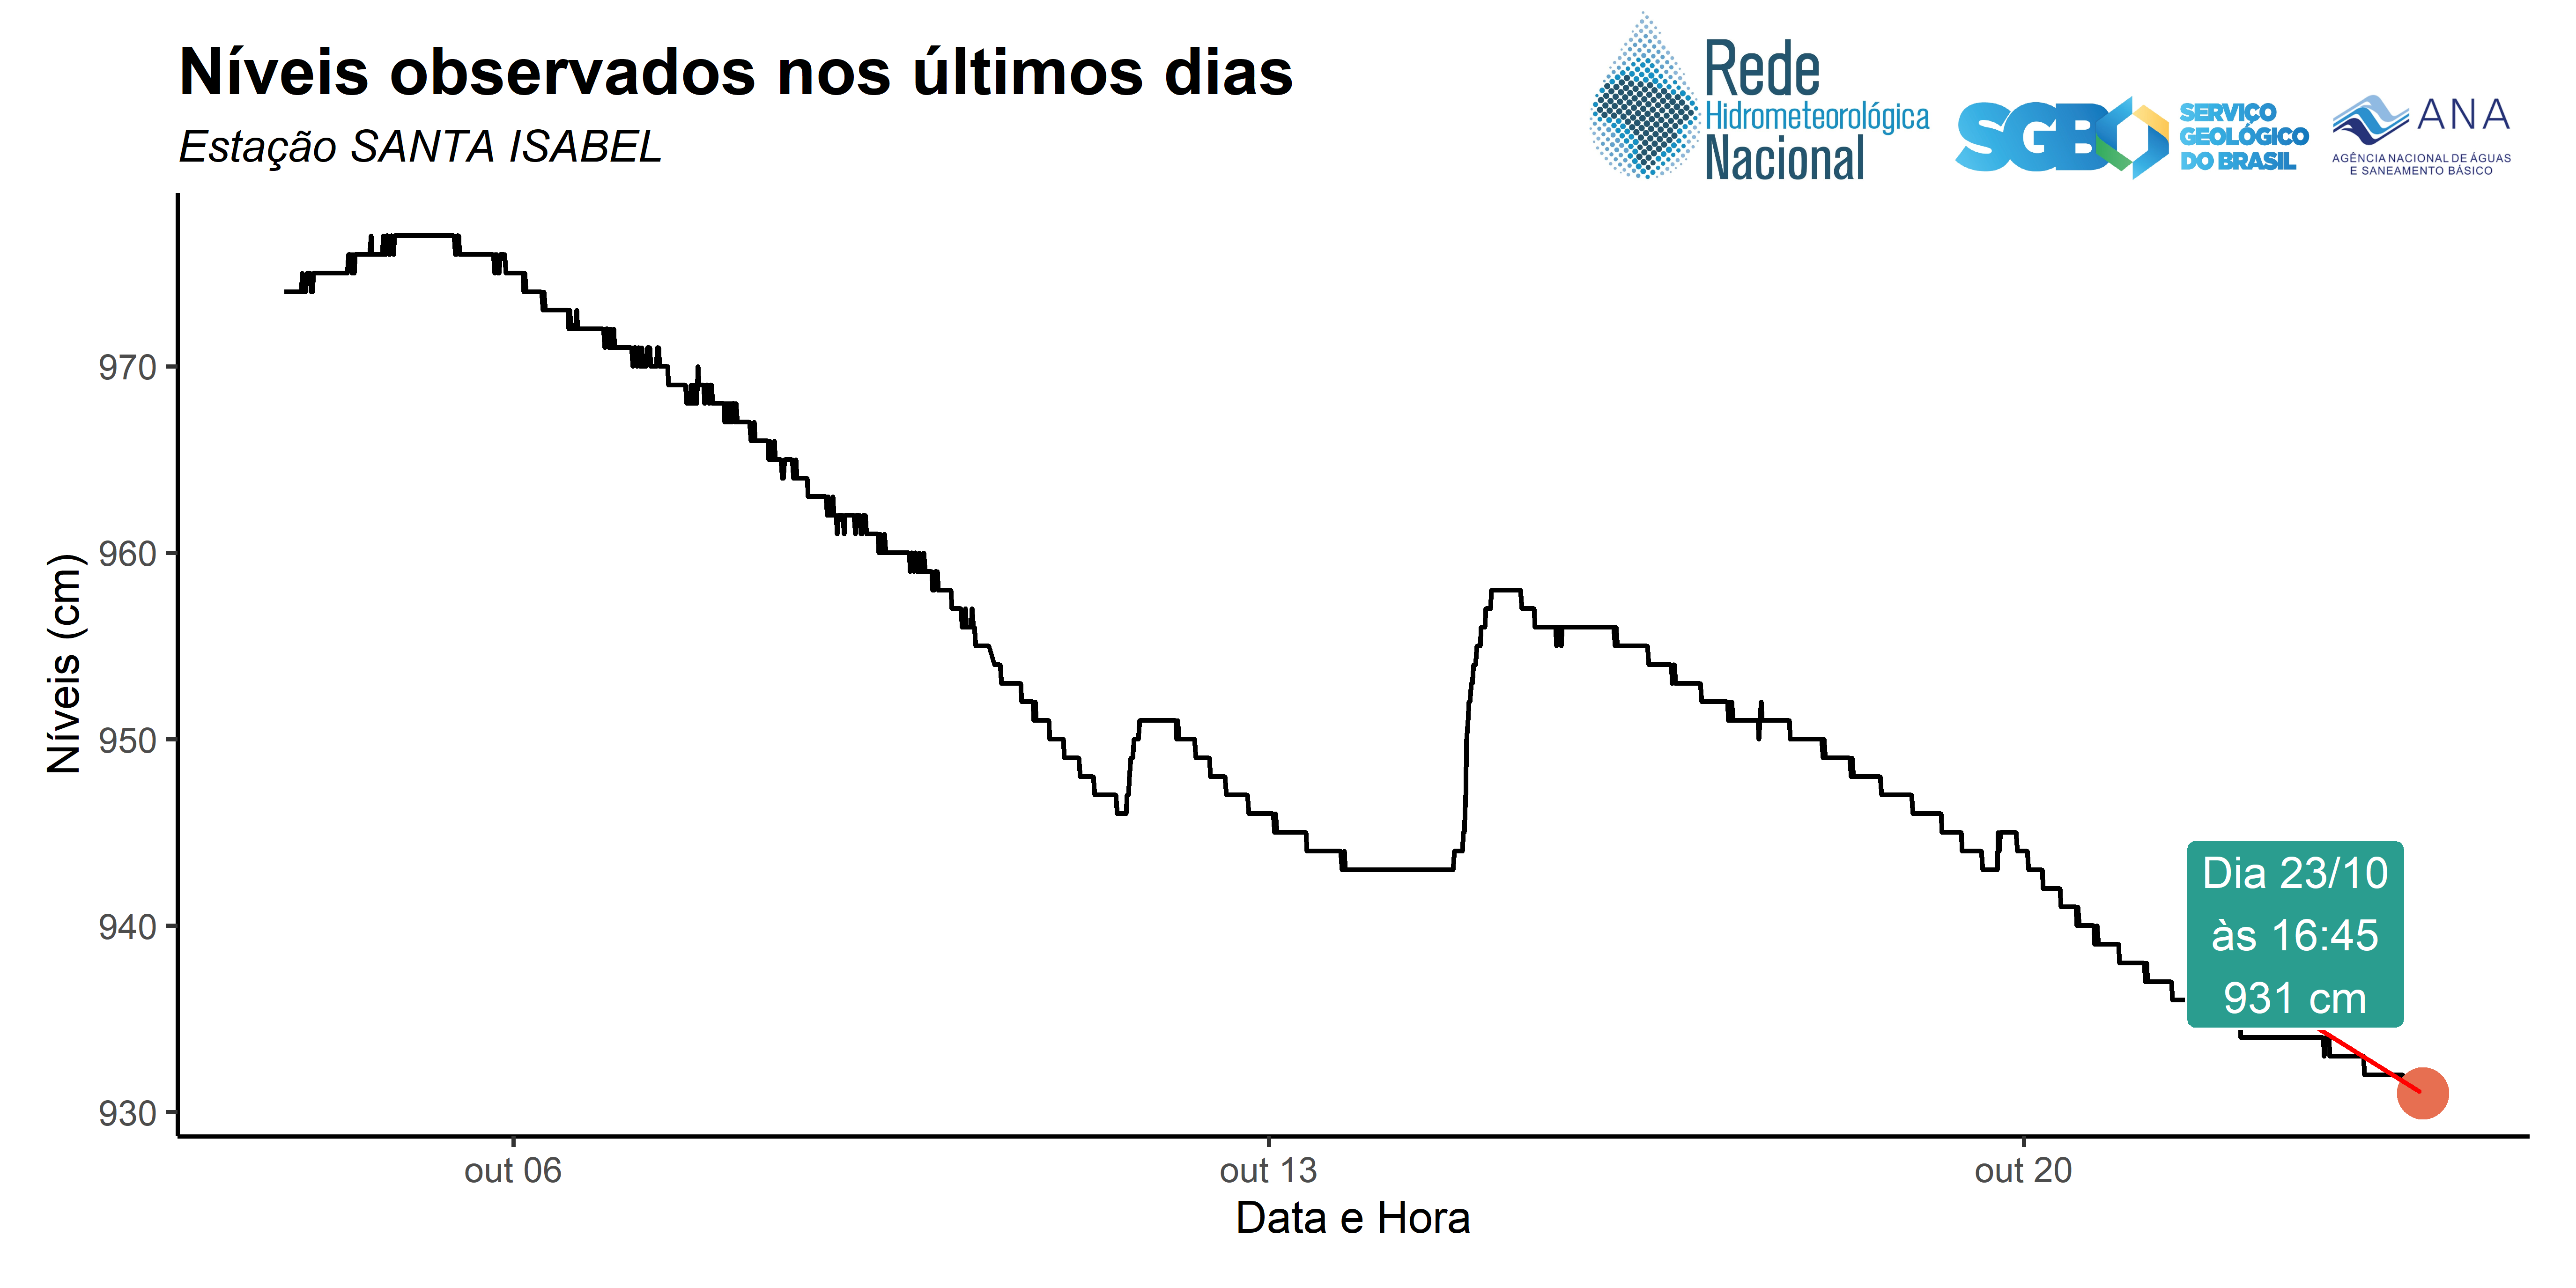 Níveis observados nos últimos dias
Estação SANTA ISABEL
Rede
Hidrometeorológica
Nacional
SGB
SERVIÇO
GEOLÓGICO
DO BRASIL
ANA
AGÊNCIA NACIONAL DE ÁGUAS
E SANEAMENTO BÁSICO
Níveis (cm)
970
960
950
940
930
Dia 23/10
às 16:45
931 cm
out 06
out 13
out 20
Data e Hora